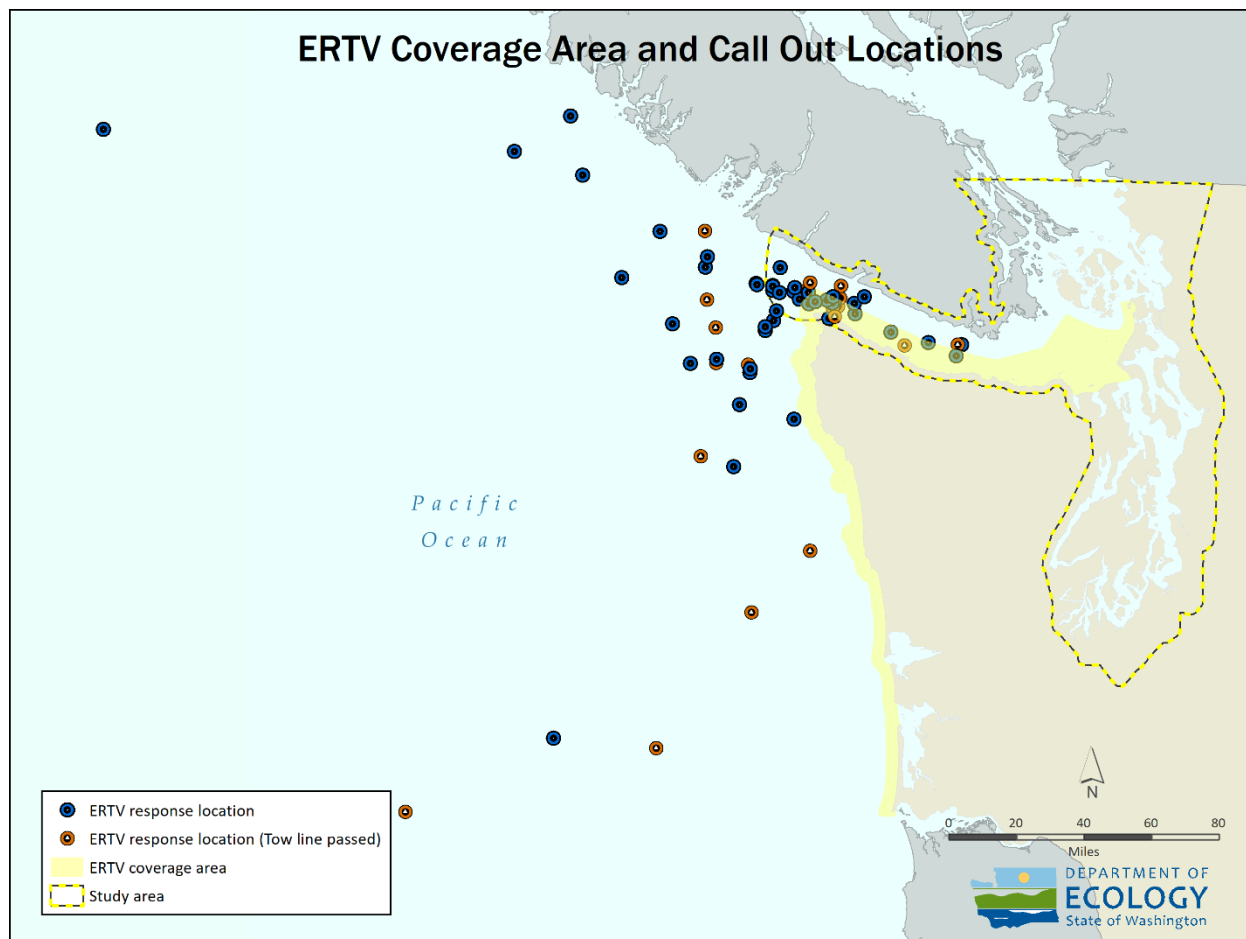 ERTV Coverage Area and Call Out Locations
Pacific
Ocean
ERTV response location
ERTV response location (Tow line passed)
ERTV coverage area
Study area
N
0 20 40 60 80
Miles
DEPARTMENT OF
ECOLOGY
State of Washington